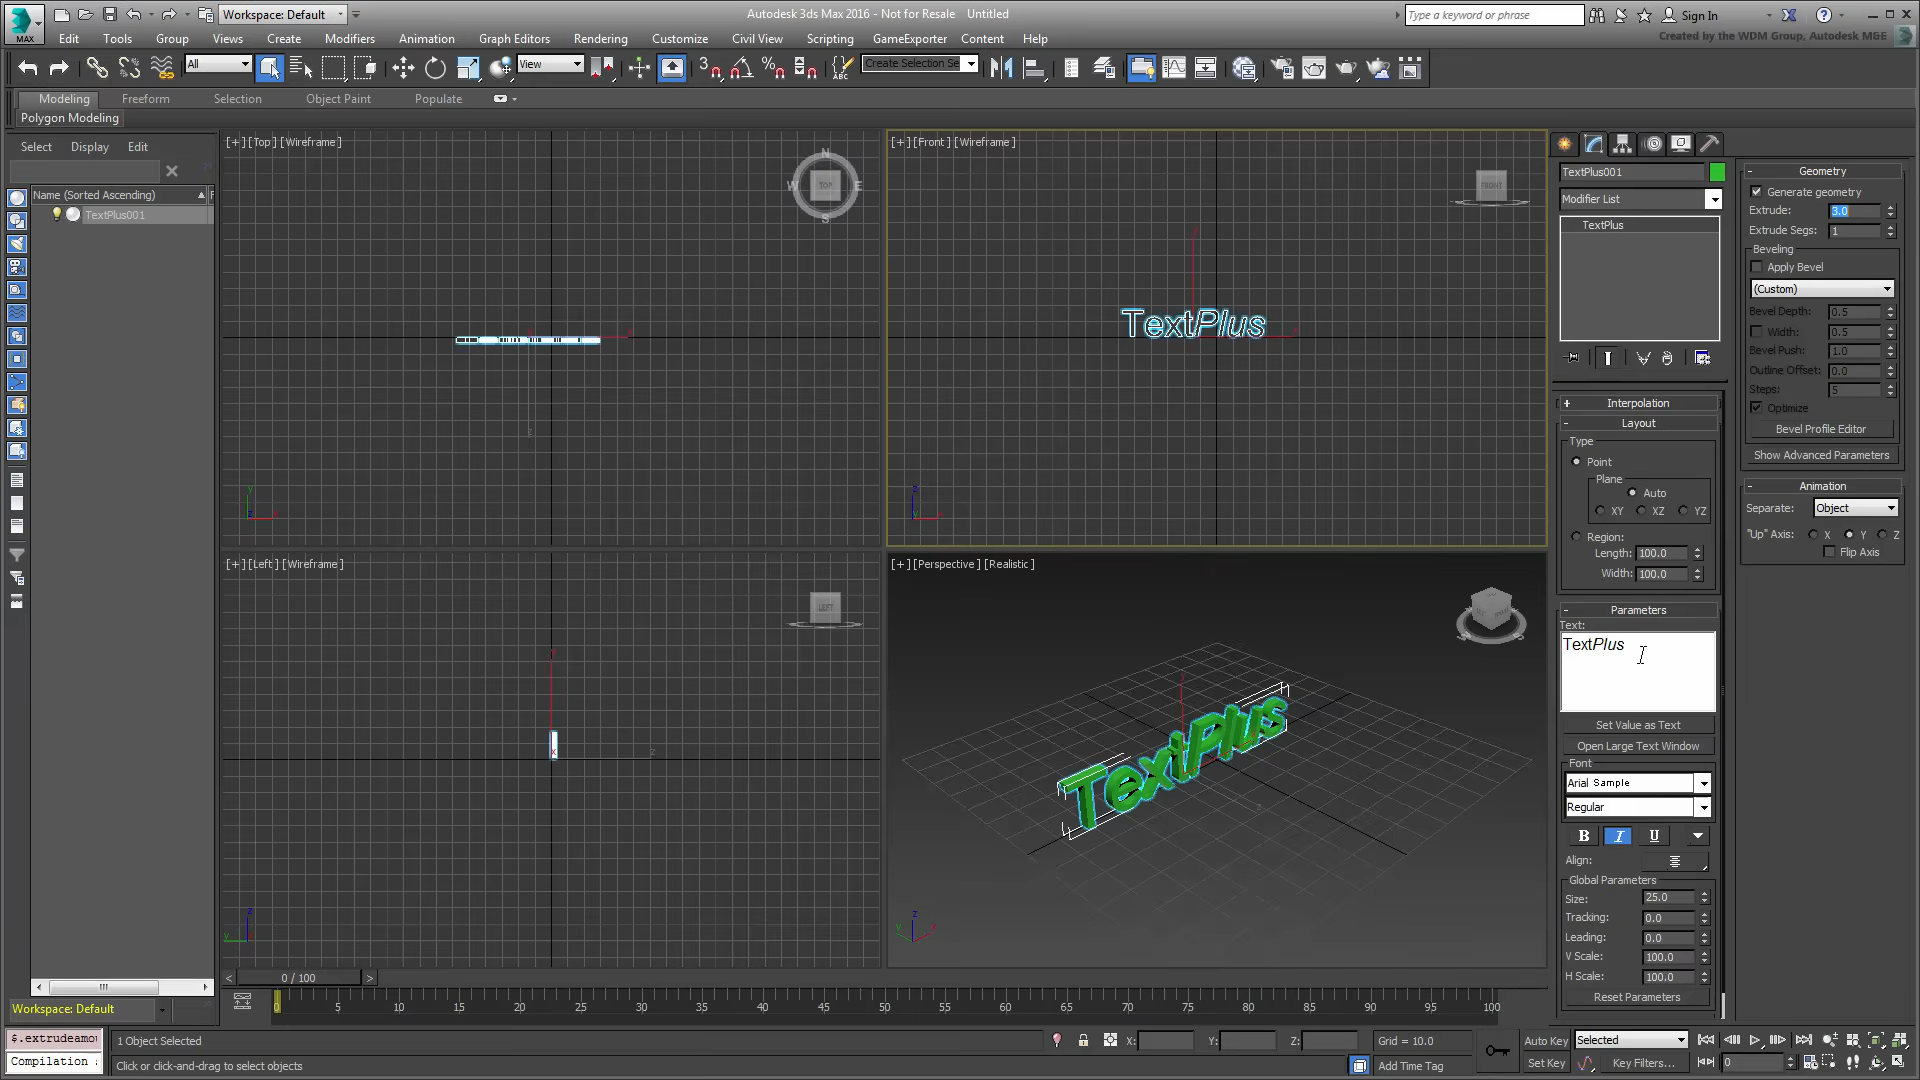 Workspace: Default
Autodesk 3ds Max 2016 - Not for Resale Untitled
Type a keyword or phrase
Sign In
MAX
Edit Tools Group Views Create Modifiers Animation Graph Editors Rendering Customize Civil View Scripting GameExporter Content Help
Created by the WDM Group, Autodesk M&E
All
View
Create Selection Se
Modeling Freeform Selection Object Paint Populate
Polygon Modeling
Select Display Edit
Name (Sorted Ascending)
TextPlus001
[+] [Top] [Wireframe]
N
W TOP E
S
[+] [Front] [Wireframe]
FRONT
TextPlus
[+] [Left] [Wireframe]
LEFT
[+] [Perspective] [Realistic]
TextPlus
TextPlus001
Modifier List
TextPlus
+ Interpolation
- Layout
Type
Point
Plane
Auto
XY XZ YZ
Region:
Length: 100.0
Width: 100.0
- Parameters
Text:
TextPlus
Set Value as Text
Open Large Text Window
Font
Arial Sample
Regular
B I U
Align:
Global Parameters
Size: 25.0
Tracking: 0.0
Leading: 0.0
V Scale: 100.0
H Scale: 100.0
Reset Parameters
- Geometry
Generate geometry
Extrude: 3.0
Extrude Segs: 1
Beveling
Apply Bevel
(Custom)
Bevel Depth: 0.5
Width: 0.5
Bevel Push: 1.0
Outline Offset: 0.0
Steps: 5
Optimize
Bevel Profile Editor
Show Advanced Parameters
- Animation
Separate: Object
"Up" Axis: X Y Z
Flip Axis
< 0 / 100 >
0 5 10 15 20 25 30 35 40 45 50 55 60 65 70 75 80 85 90 95 100
Workspace: Default
$.extrudeamou
Compilation :
1 Object Selected
Click or click-and-drag to select objects
X: Y: Z:
Grid = 10.0
Add Time Tag
Auto Key Selected
Set Key Key Filters...
0